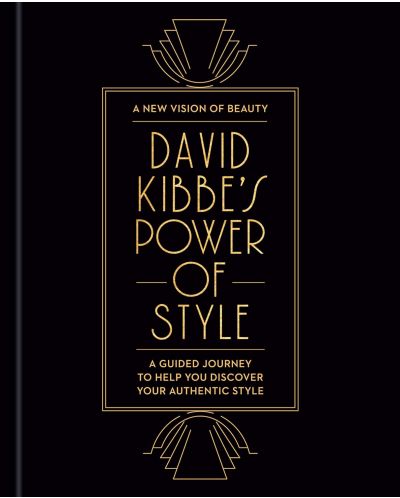 A NEW VISION OF BEAUTY
DAVID
KIBBE'S
POWER
OF
STYLE
A GUIDED JOURNEY
TO HELP YOU DISCOVER
YOUR AUTHENTIC STYLE